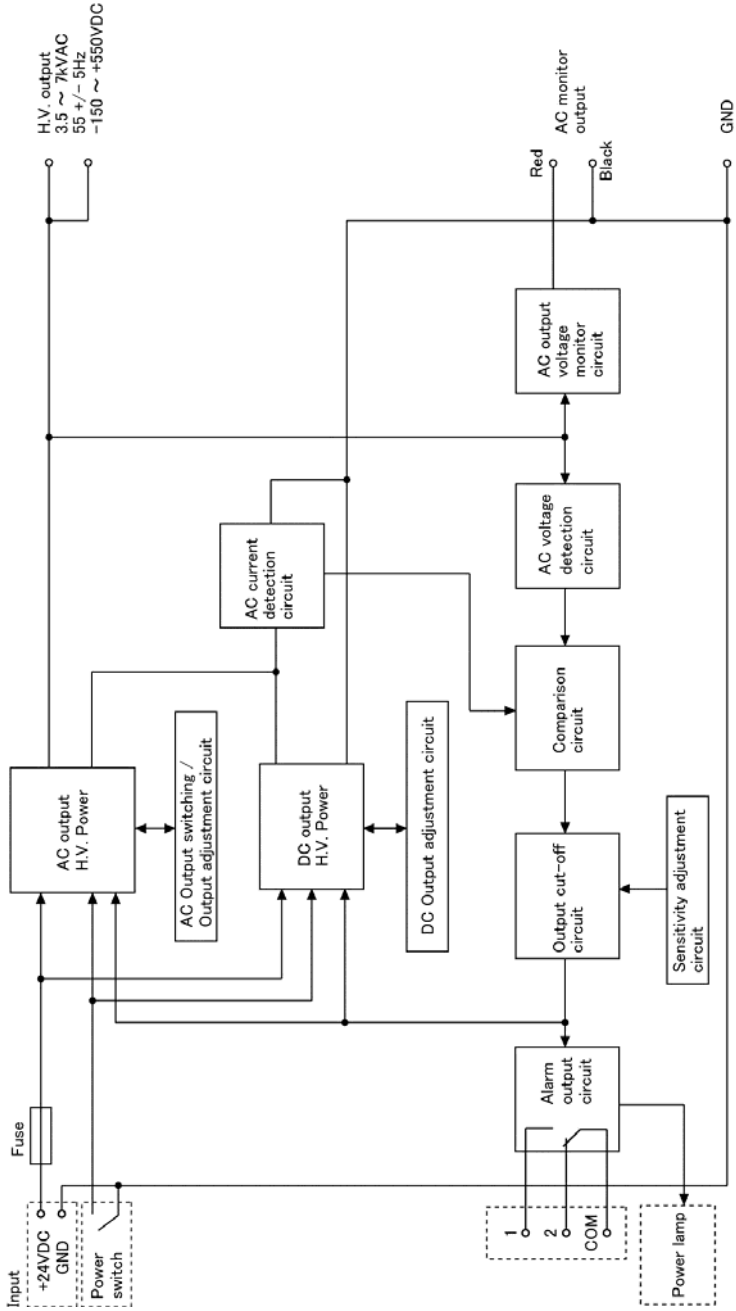 Input
+24VDC
GND
Power
switch
Fuse
AC output
H.V. Power
H.V. output
3.5 ~ 7kVAC
55 +/- 5Hz
-150 ~ +550VDC
AC Output switching /
Output adjustment circuit
AC current
detection
circuit
DC output
H.V. Power
DC Output adjustment circuit
1
2
COM
Alarm
output
circuit
Output cut-off
circuit
Comparison
circuit
AC voltage
detection
circuit
AC output
voltage
monitor
circuit
Red
AC monitor
output
Black
Power lamp
Sensitivity adjustment
circuit
GND